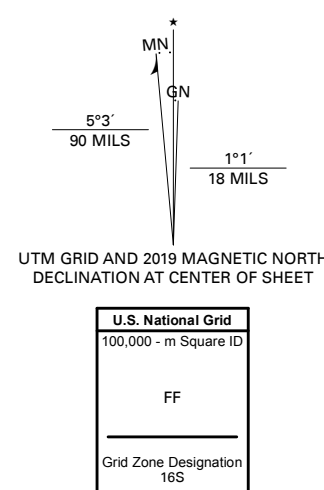 ★
MN
GN
5°3´
90 MILS
1°1´
18 MILS
UTM GRID AND 2019 MAGNETIC NORTH
DECLINATION AT CENTER OF SHEET
U.S. National Grid
100,000 - m Square ID
FF
Grid Zone Designation
16S